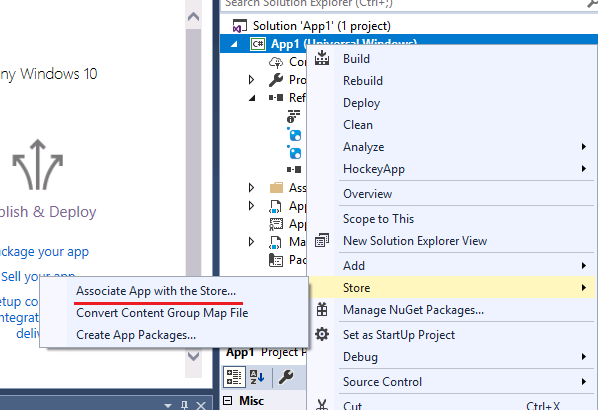 Search Solution Explorer (Ctrl+;)
Solution 'App1' (1 project)
C# App1 (Universal Windows)
ny Windows 10
lish & Deploy
ckage your app
Sell your app
etup co
ntegrat
deliv
Con
Pro
Ref
Ass
App
App
Ma
Pac
Build
Rebuild
Deploy
Clean
Analyze
HockeyApp
Overview
Scope to This
New Solution Explorer View
Add
Store
Manage NuGet Packages...
Set as StartUp Project
Debug
Source Control
Cut Ctrl+X
Associate App with the Store...
Convert Content Group Map File
Create App Packages...
App1 Project P
Misc